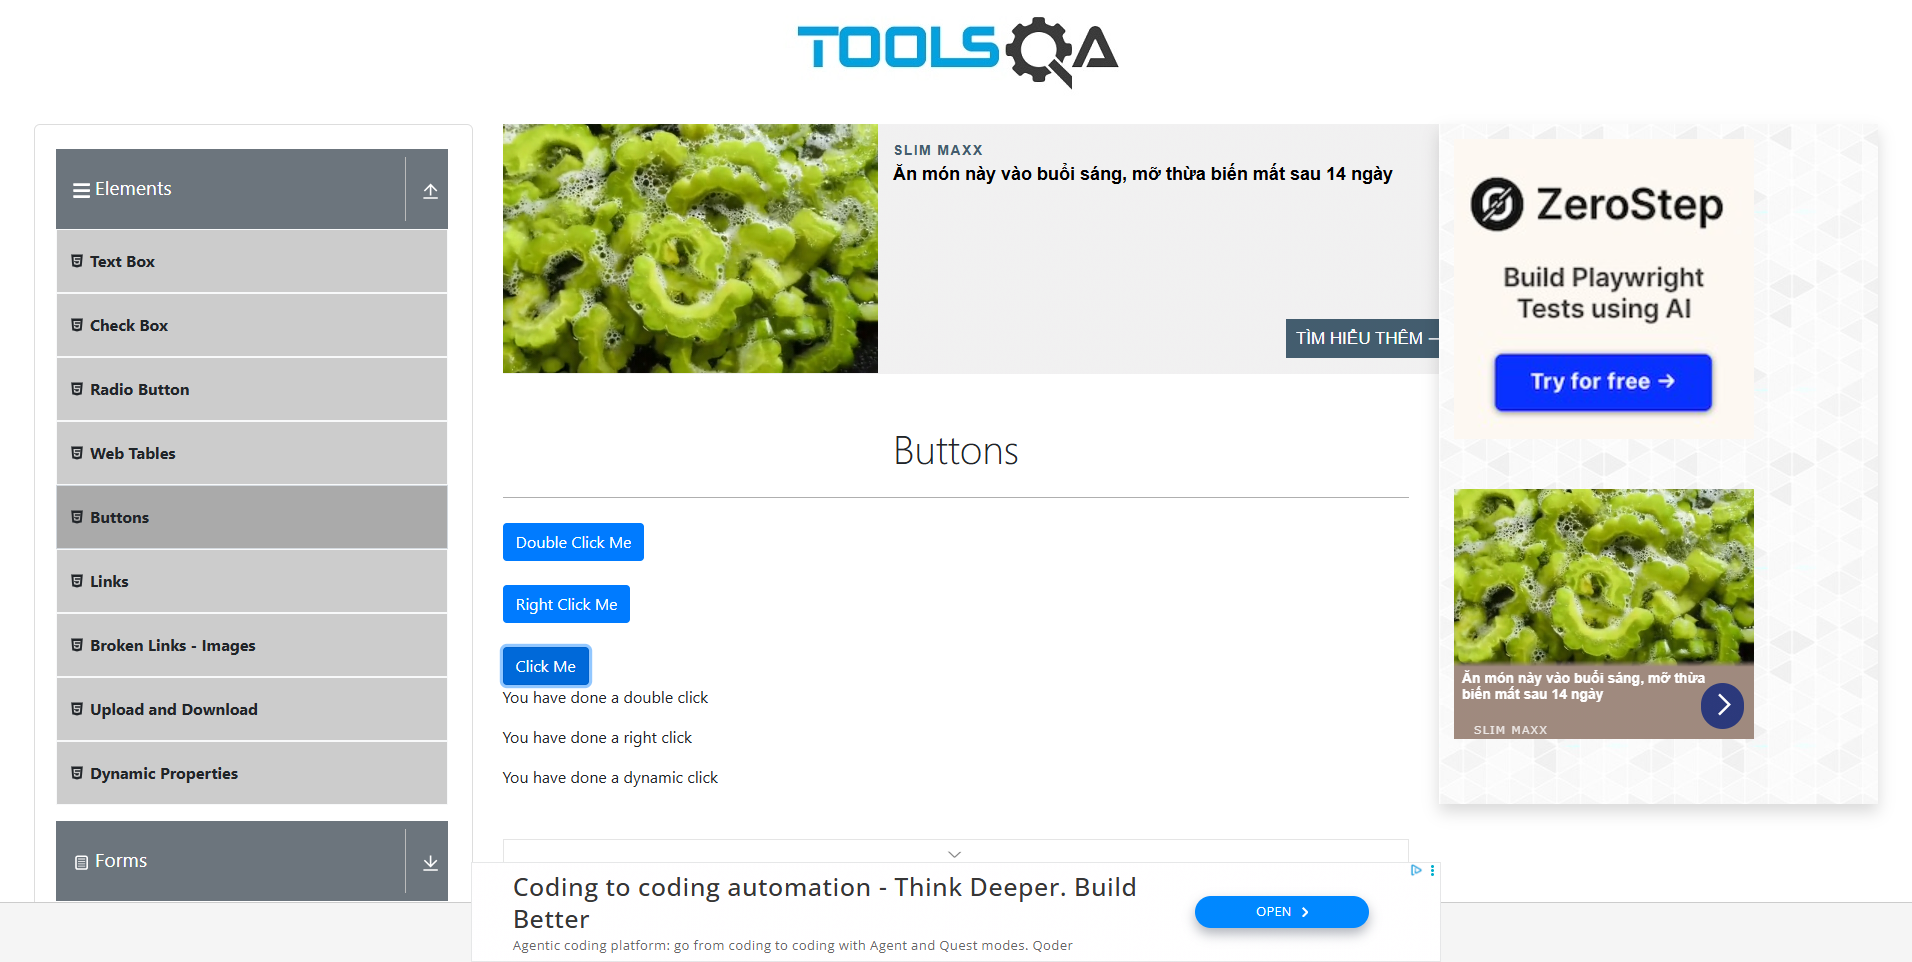 TOOLSQA
Elements
Text Box
Check Box
Radio Button
Web Tables
Buttons
Links
Broken Links - Images
Upload and Download
Dynamic Properties
Forms
SLIM MAXX
Ăn món này vào buổi sáng, mỡ thừa biến mất sau 14 ngày
TÌM HIỂU THÊM
Buttons
Double Click Me
Right Click Me
Click Me
You have done a double click
You have done a right click
You have done a dynamic click
ZeroStep
Build Playwright
Tests using AI
Try for free →
Ăn món này vào buổi sáng, mỡ thừa
biến mất sau 14 ngày
SLIM MAXX
Coding to coding automation - Think Deeper. Build
Better
Agentic coding platform: go from coding to coding with Agent and Quest modes. Qoder
OPEN